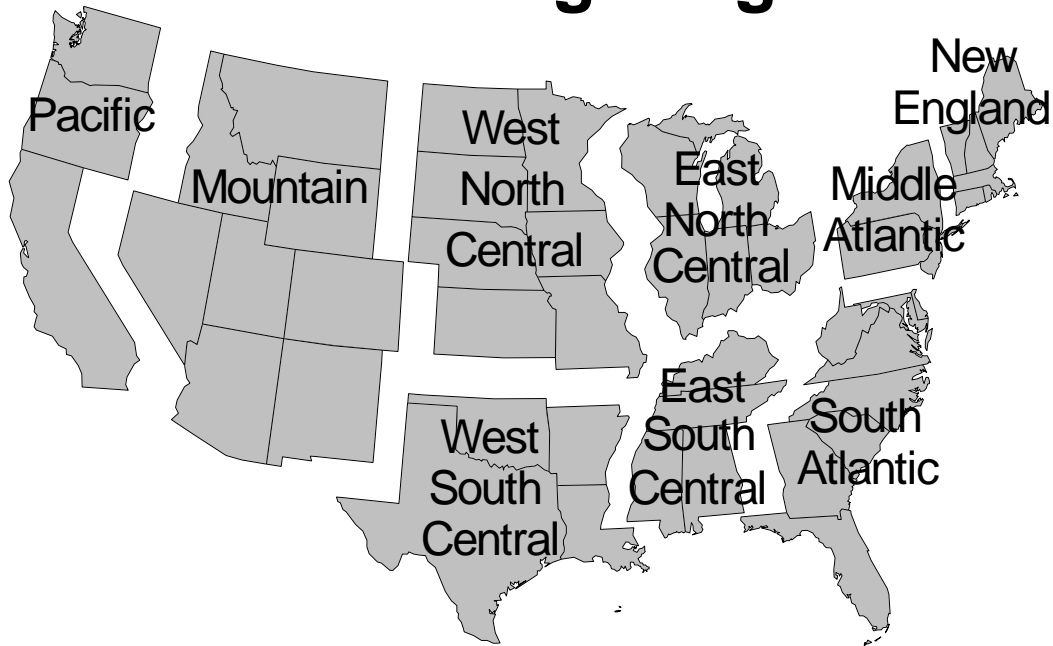 Pacific
Mountain
West
North
Central
East
North
Central
New
England
Middle
Atlantic
West
South
Central
East
South
Central
South
Atlantic